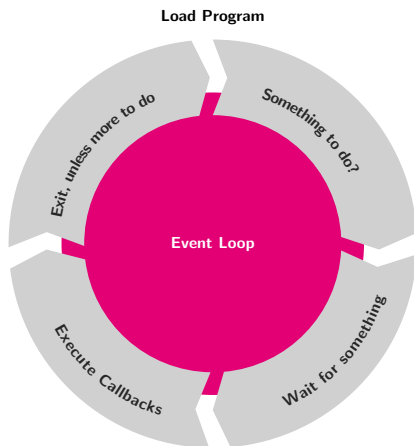 Load Program
Something to do?
Wait for something
Execute Callbacks
Exit, unless more to do
Event Loop